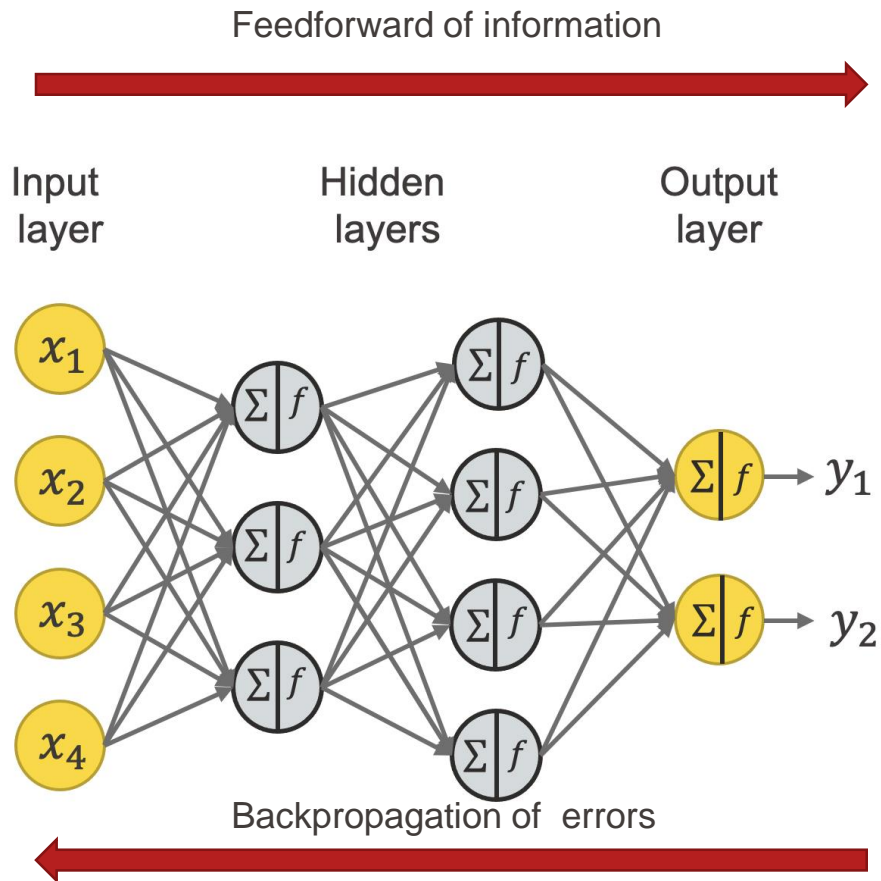 Feedforward of information
Input layer
Hidden layers
Output layer
x₁
x₂
x₃
x₄
Σ f
Σ f
Σ f
Σ f
Σ f
Σ f
Σ f
Σ f
Σ f
y₁
y₂
Backpropagation of errors